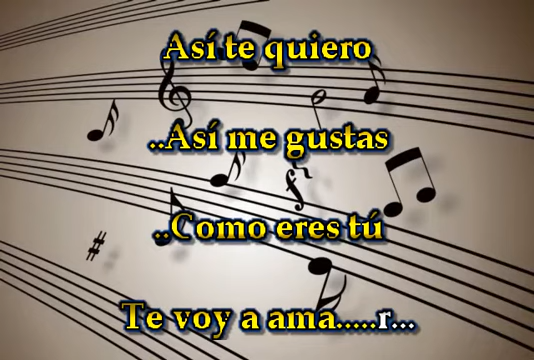 Así te quiero
..Así me gustas
..Como eres tú
Te voy a ama.....r...